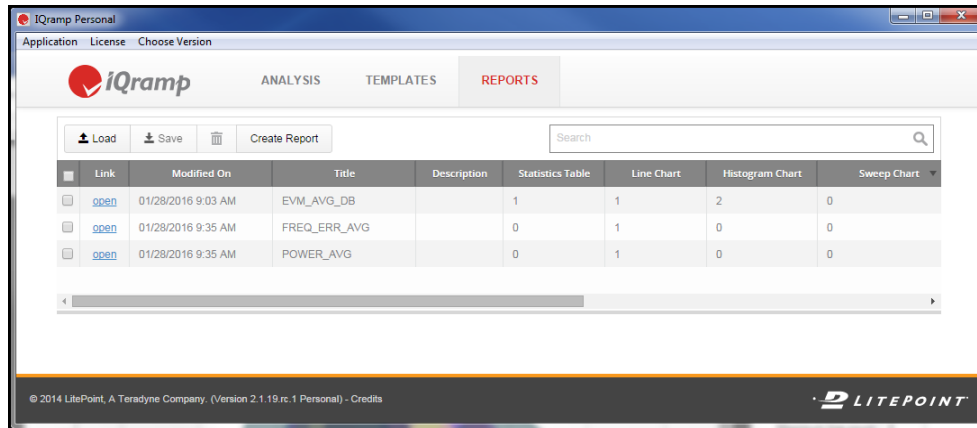 IQramp Personal
Application License Choose Version
iQramp ANALYSIS TEMPLATES REPORTS
Load Save Create Report Search
Link Modified On Title Description Statistics Table Line Chart Histogram Chart Sweep Chart
open 01/28/2016 9:03 AM EVM_AVG_DB 1 1 2 0
open 01/28/2016 9:35 AM FREQ_ERR_AVG 0 1 0 0
open 01/28/2016 9:35 AM POWER_AVG 0 1 0 0
© 2014 LitePoint, A Teradyne Company. (Version 2.1.19.rc.1 Personal) - Credits LITEPOINT